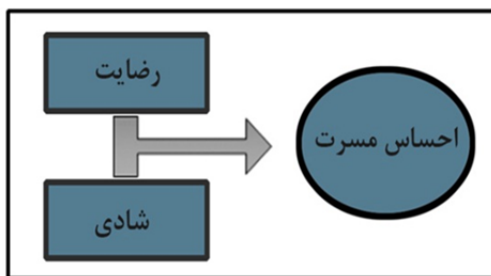 رضایت
احساس مسرت
شادی